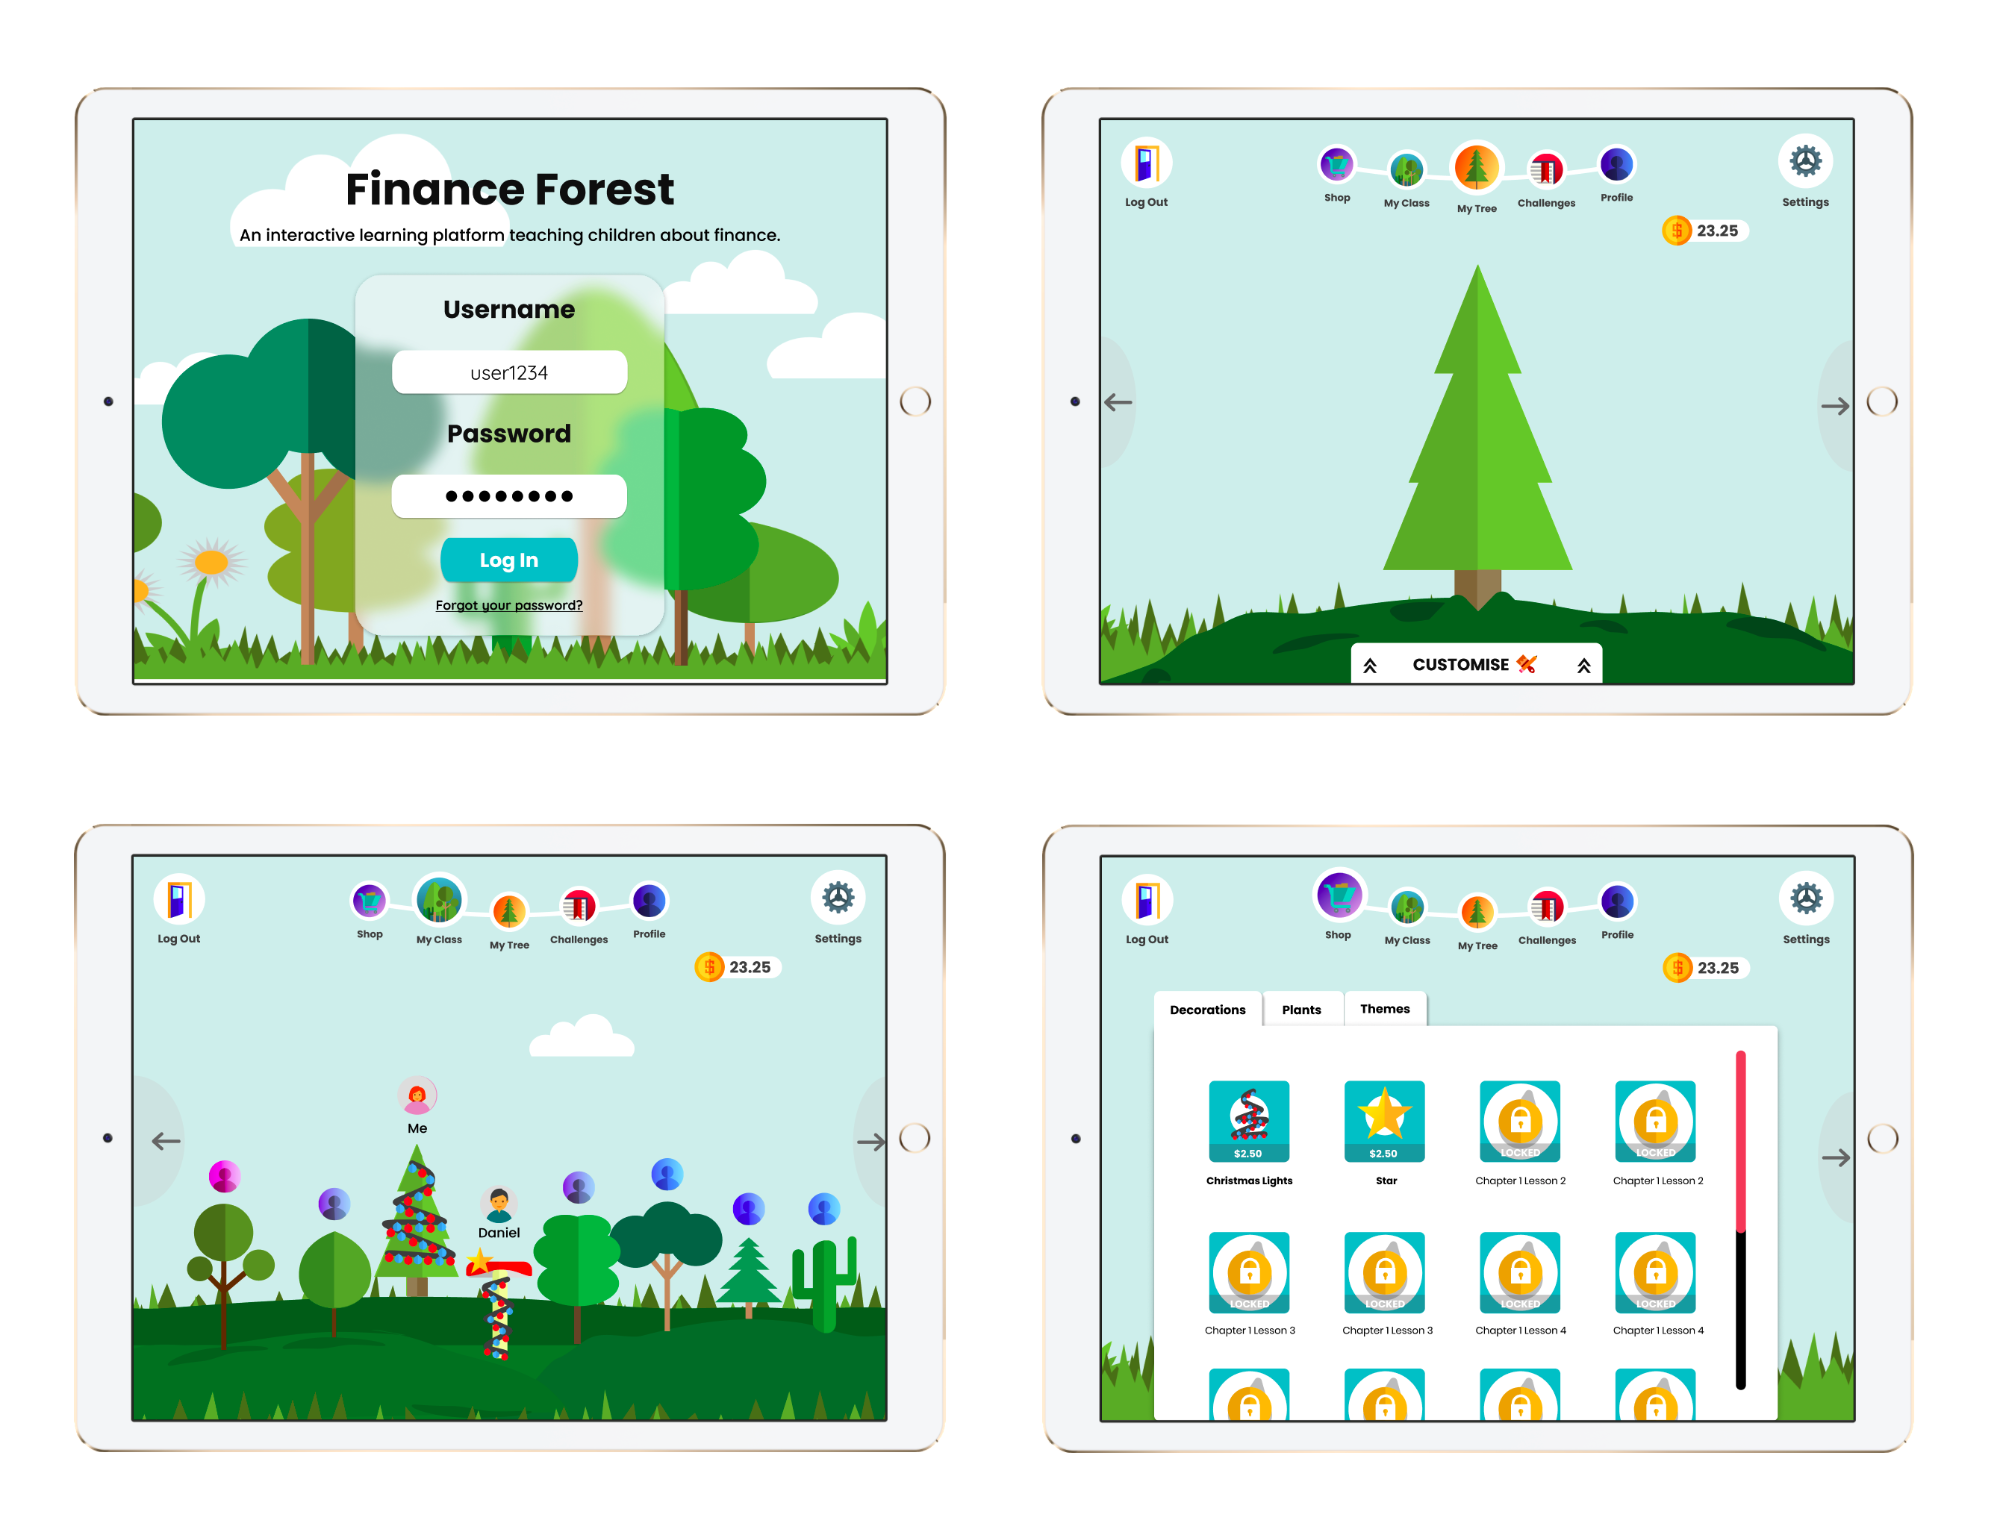 Finance Forest
An interactive learning platform teaching children about finance.
Username
user1234
Password
Log In
Forgot your password?
Log Out
Shop
My Class
My Tree
Challenges
Profile
Settings
$ 23.25
CUSTOMISE
Log Out
Shop
My Class
My Tree
Challenges
Profile
Settings
$ 23.25
Me
Daniel
Log Out
Shop
My Class
My Tree
Challenges
Profile
Settings
$ 23.25
Decorations
Plants
Themes
$2.50
$2.50
LOCKED
LOCKED
Christmas Lights
Star
Chapter 1 Lesson 2
Chapter 1 Lesson 2
LOCKED
LOCKED
LOCKED
LOCKED
Chapter 1 Lesson 3
Chapter 1 Lesson 3
Chapter 1 Lesson 4
Chapter 1 Lesson 4